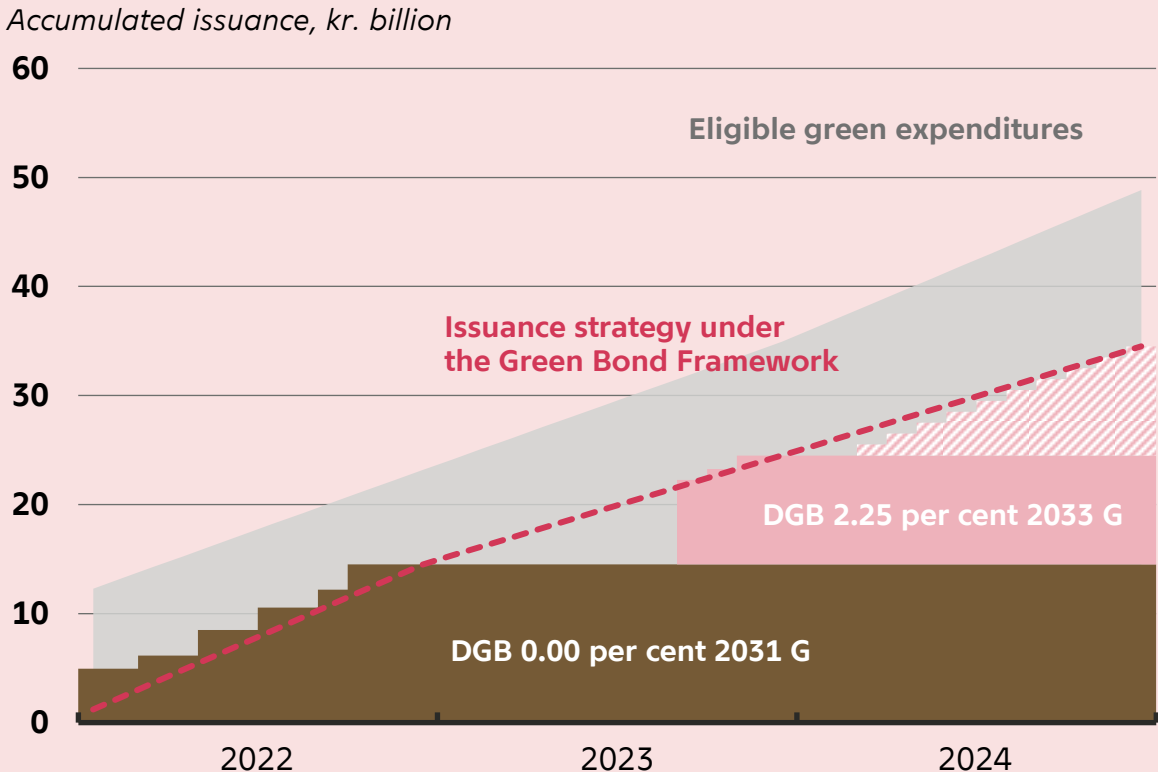 Accumulated issuance, kr. billion
60
Eligible green expenditures
50
40
Issuance strategy under
the Green Bond Framework
30
20
DGB 2.25 per cent 2033 G
10
DGB 0.00 per cent 2031 G
0
2022 2023 2024